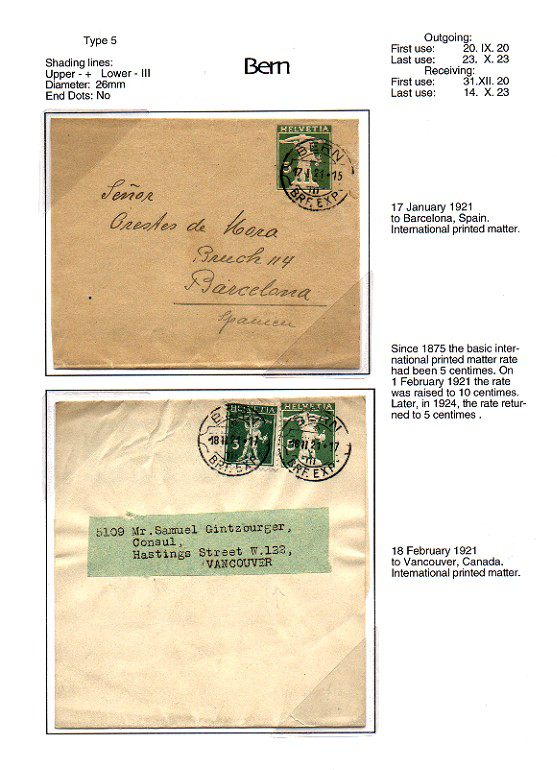 Type 5
Shading lines:
Upper - + Lower - III
Diameter: 26mm
End Dots: No
Bern
Outgoing:
First use: 20. IX. 20
Last use: 23. X. 23
Receiving:
First use: 31.XII. 20
Last use: 14. X. 23
HELVETIA
BERN
BRF. EXP.
Señor
Orestes de Mora
Bruch 114
Barcelona
Spanien
17 January 1921
to Barcelona, Spain.
International printed matter.
Since 1875 the basic inter-
national printed matter rate
had been 5 centimes. On
1 February 1921 the rate
was raised to 10 centimes.
Later, in 1924, the rate retur-
ned to 5 centimes .
HELVETIA
BERN
BERN
BRF. EXP.
BRF. EXP.
5109 Mr.Samuel Gintzburger,
Consul,
Hastings Street W.122,
VANCOUVER
18 February 1921
to Vancouver, Canada.
International printed matter.